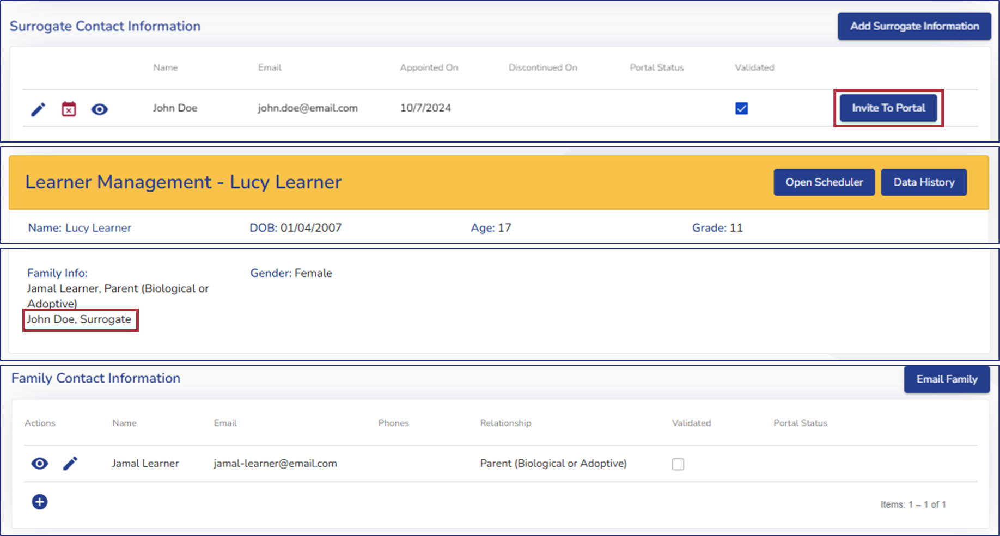 Surrogate Contact Information
Add Surrogate Information
Name Email Appointed On Discontinued On Portal Status Validated
John Doe john.doe@email.com 10/7/2024 Invite To Portal
Learner Management - Lucy Learner
Open Scheduler Data History
Name: Lucy Learner DOB: 01/04/2007 Age: 17 Grade: 11
Family Info: Gender: Female
Jamal Learner, Parent (Biological or
Adoptive)
John Doe, Surrogate
Family Contact Information
Email Family
Actions Name Email Phones Relationship Validated Portal Status
Jamal Learner jamal-learner@email.com Parent (Biological or Adoptive)
Items: 1 – 1 of 1